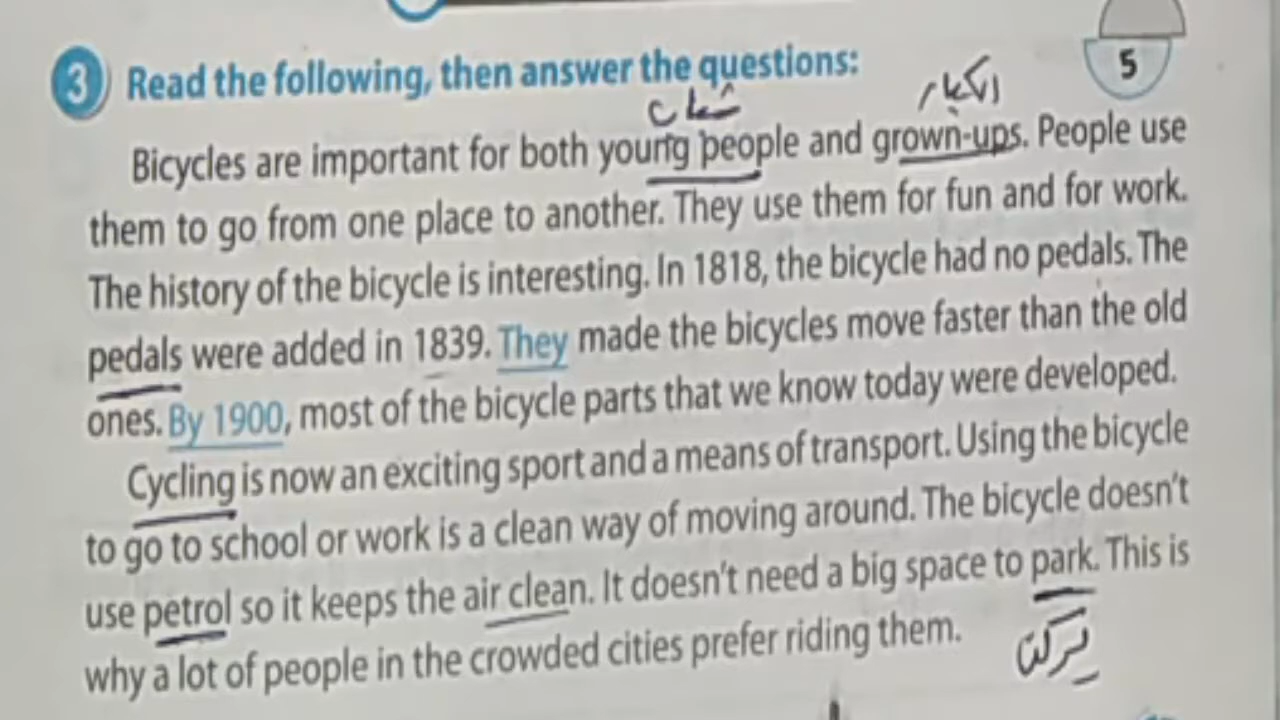 3 Read the following, then answer the questions:
5
شبان
الكبار
Bicycles are important for both young people and grown-ups. People use
them to go from one place to another. They use them for fun and for work.
The history of the bicycle is interesting. In 1818, the bicycle had no pedals. The
pedals were added in 1839. They made the bicycles move faster than the old
ones. By 1900, most of the bicycle parts that we know today were developed.
Cycling is now an exciting sport and a means of transport. Using the bicycle
to go to school or work is a clean way of moving around. The bicycle doesn't
use petrol so it keeps the air clean. It doesn't need a big space to park. This is
why a lot of people in the crowded cities prefer riding them.